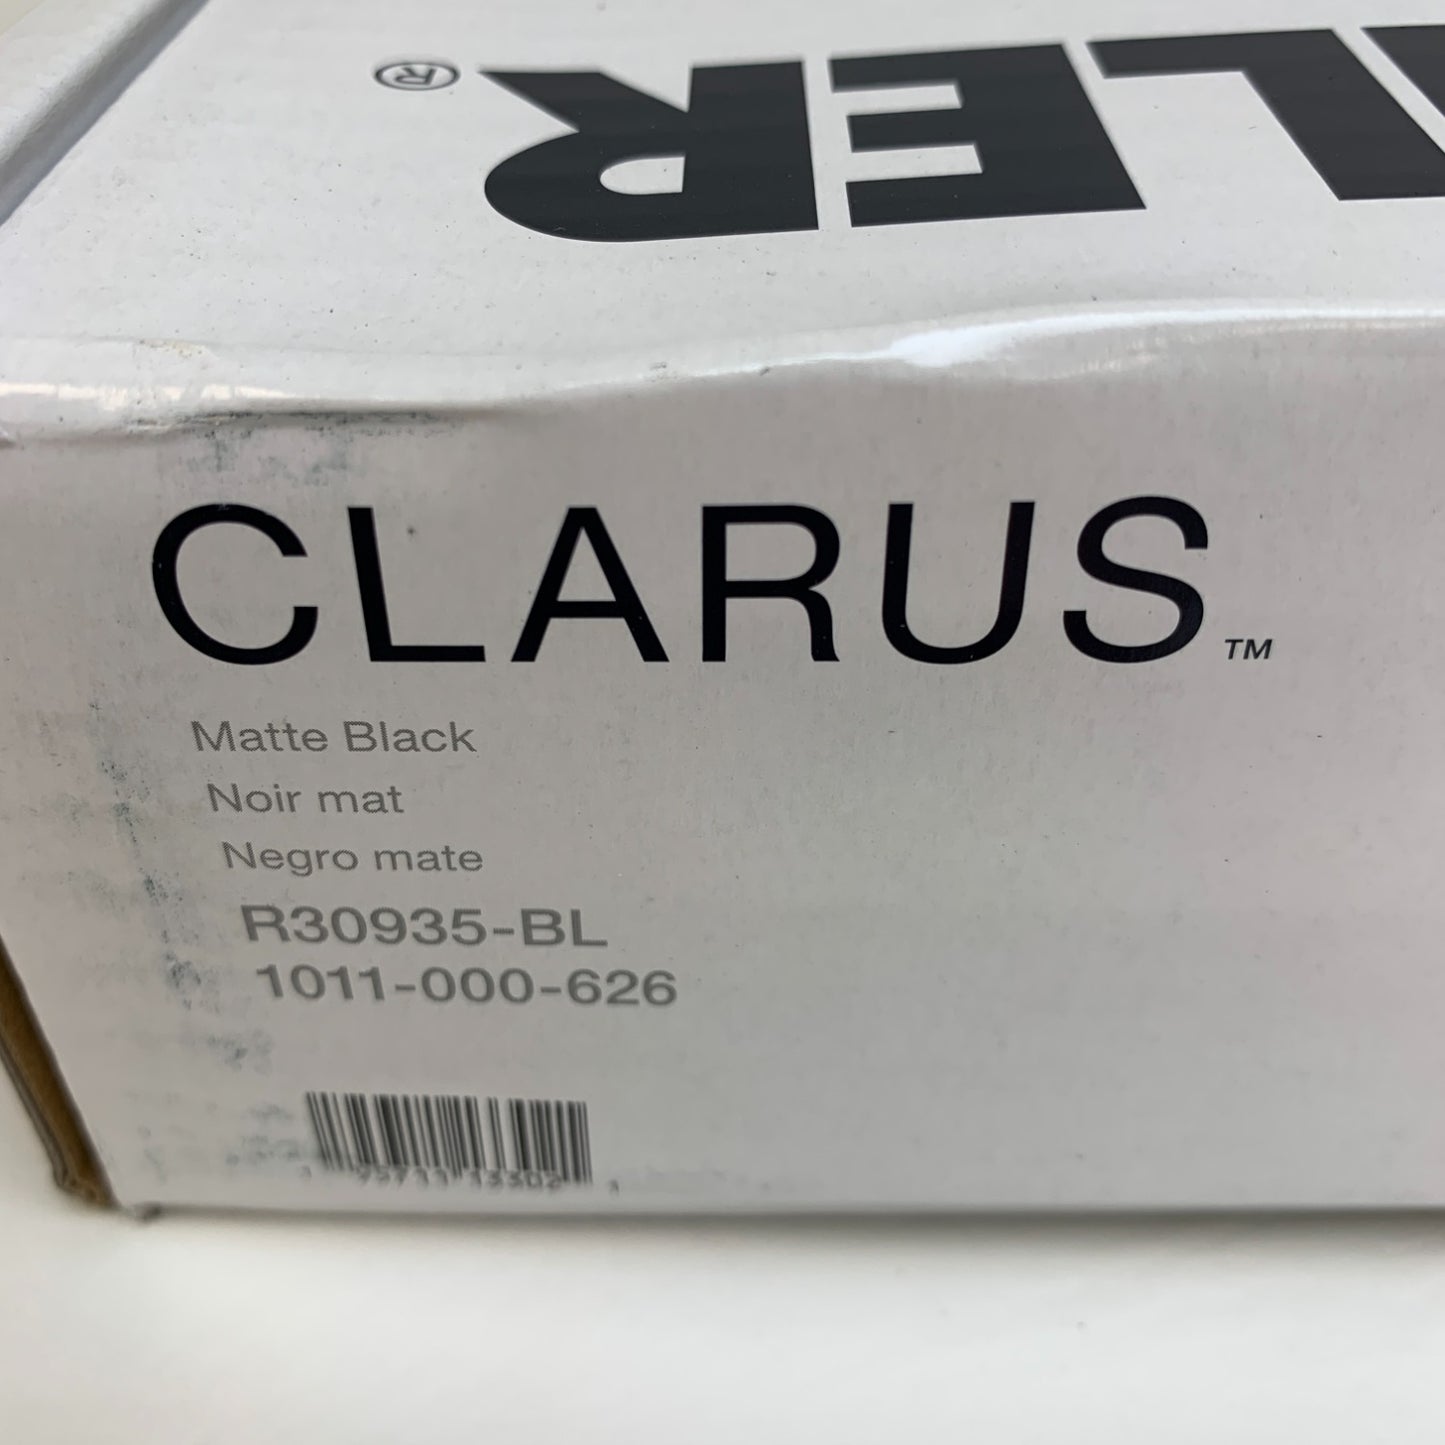 LER®
CLARUS™
Matte Black
Noir mat
Negro mate
R30935-BL
1011-000-626